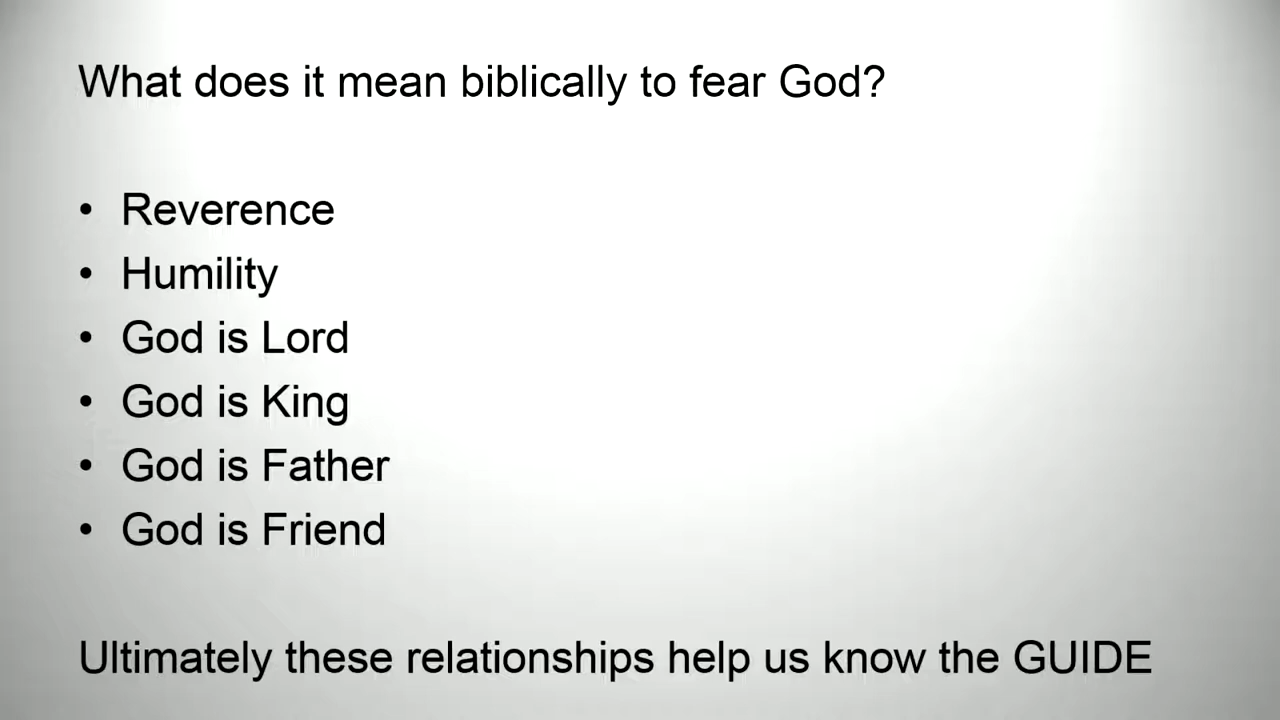 What does it mean biblically to fear God?
• Reverence
• Humility
• God is Lord
• God is King
• God is Father
• God is Friend
Ultimately these relationships help us know the GUIDE